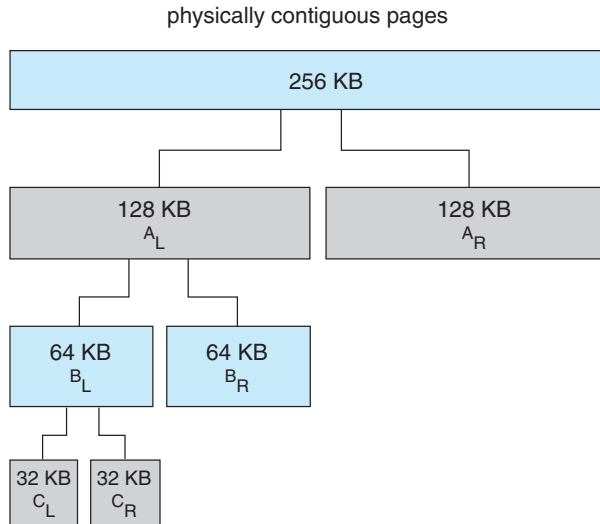 physically contiguous pages
256 KB
128 KB
A_L
128 KB
A_R
64 KB
B_L
64 KB
B_R
32 KB
C_L
32 KB
C_R